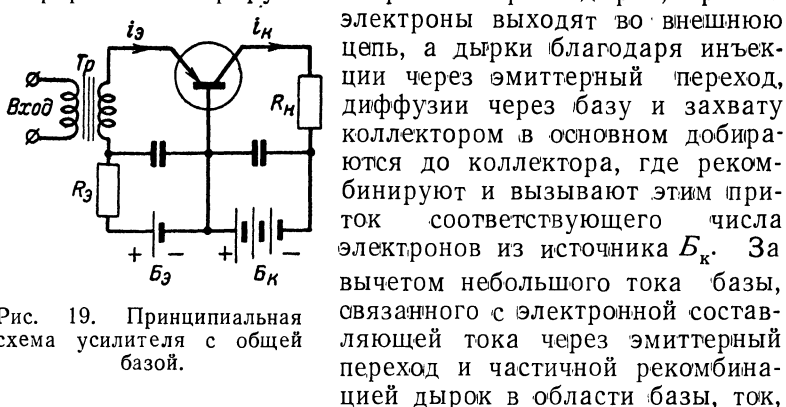 iэ
iк
Тр
Вход
Rн
Rэ
+ − + −
Бэ Бк
Рис. 19. Принципиальная
схема усилителя с общей
базой.
электроны выходят во внешнюю
цепь, а дырки благодаря инъек-
ции через эмиттерный переход,
диффузии через базу и захвату
коллектором в основном добира-
ются до коллектора, где реком-
бинируют и вызывают этим при-
ток соответствующего числа
электронов из источника Бк. За
вычетом небольшого тока базы,
связанного с электронной состав-
ляющей тока через эмиттерный
переход и частичной рекомбина-
цией дырок в области базы, ток,